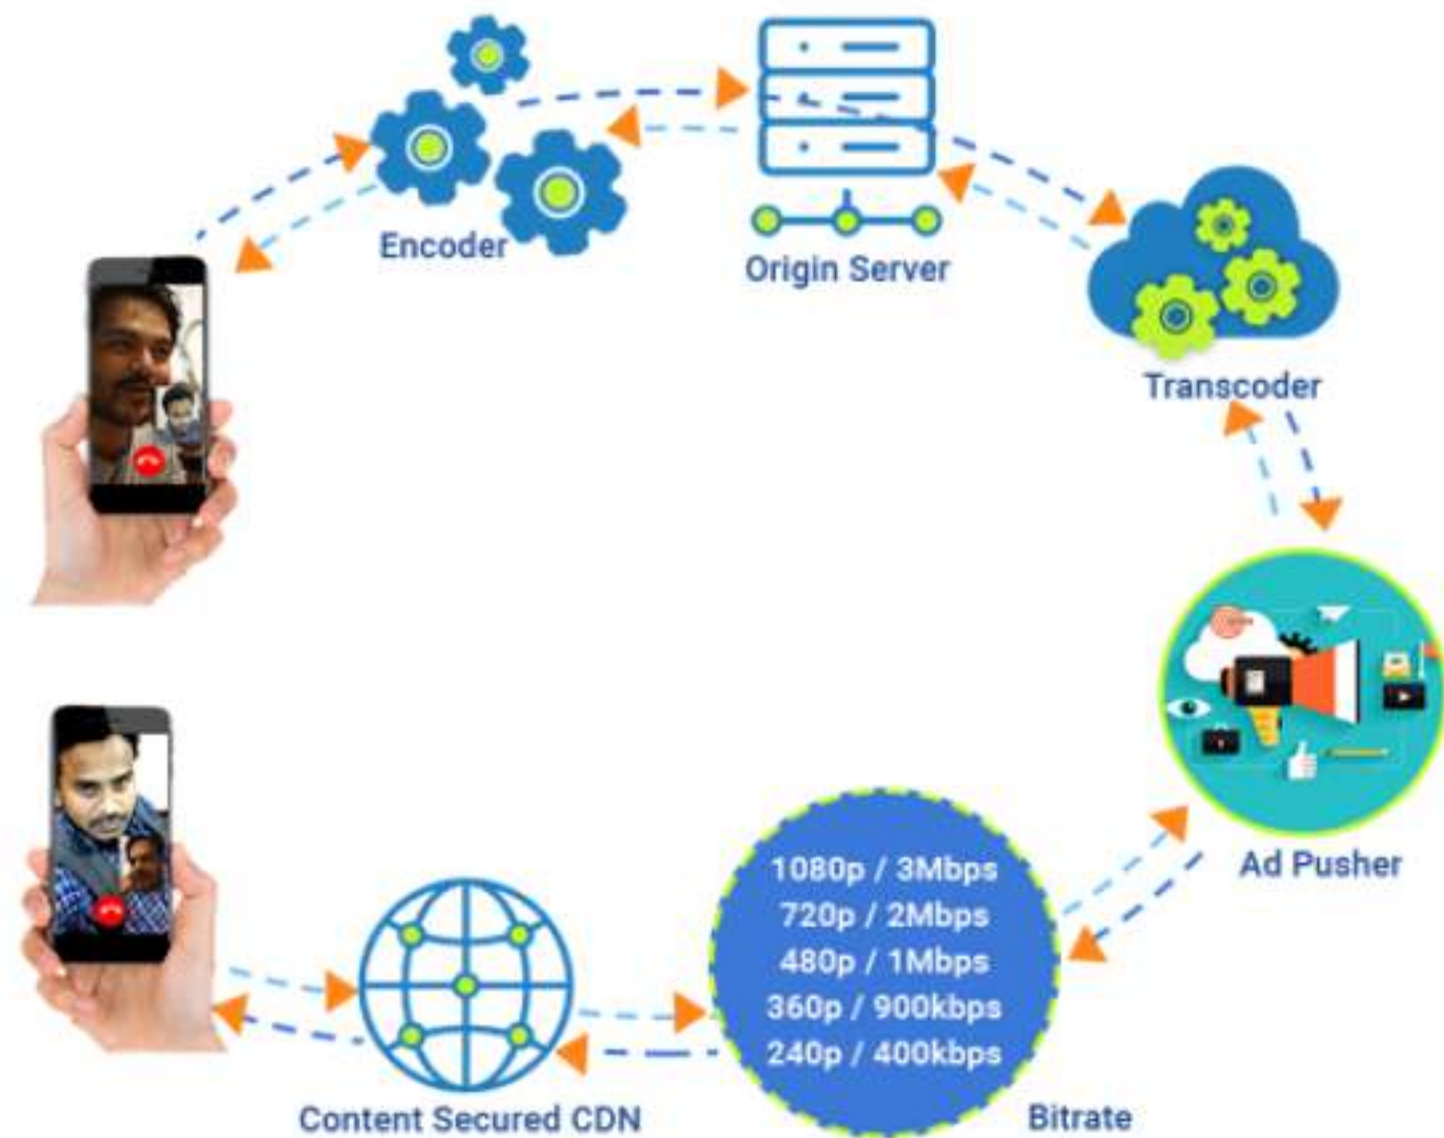 Encoder
Origin Server
Transcoder
Ad Pusher
1080p / 3Mbps
720p / 2Mbps
480p / 1Mbps
360p / 900kbps
240p / 400kbps
Bitrate
Content Secured CDN